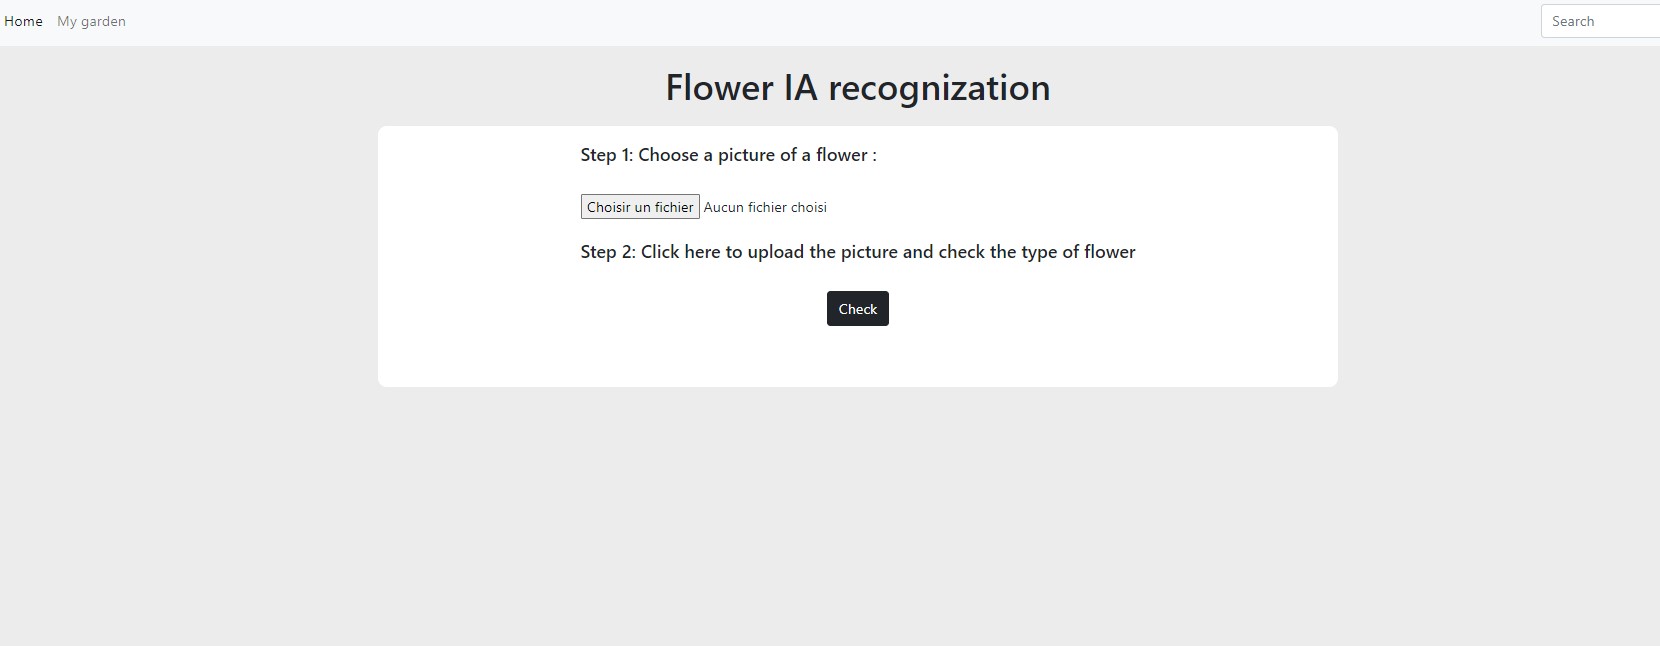 Home My garden Search
Flower IA recognization
Step 1: Choose a picture of a flower :
Choisir un fichier Aucun fichier choisi
Step 2: Click here to upload the picture and check the type of flower
Check